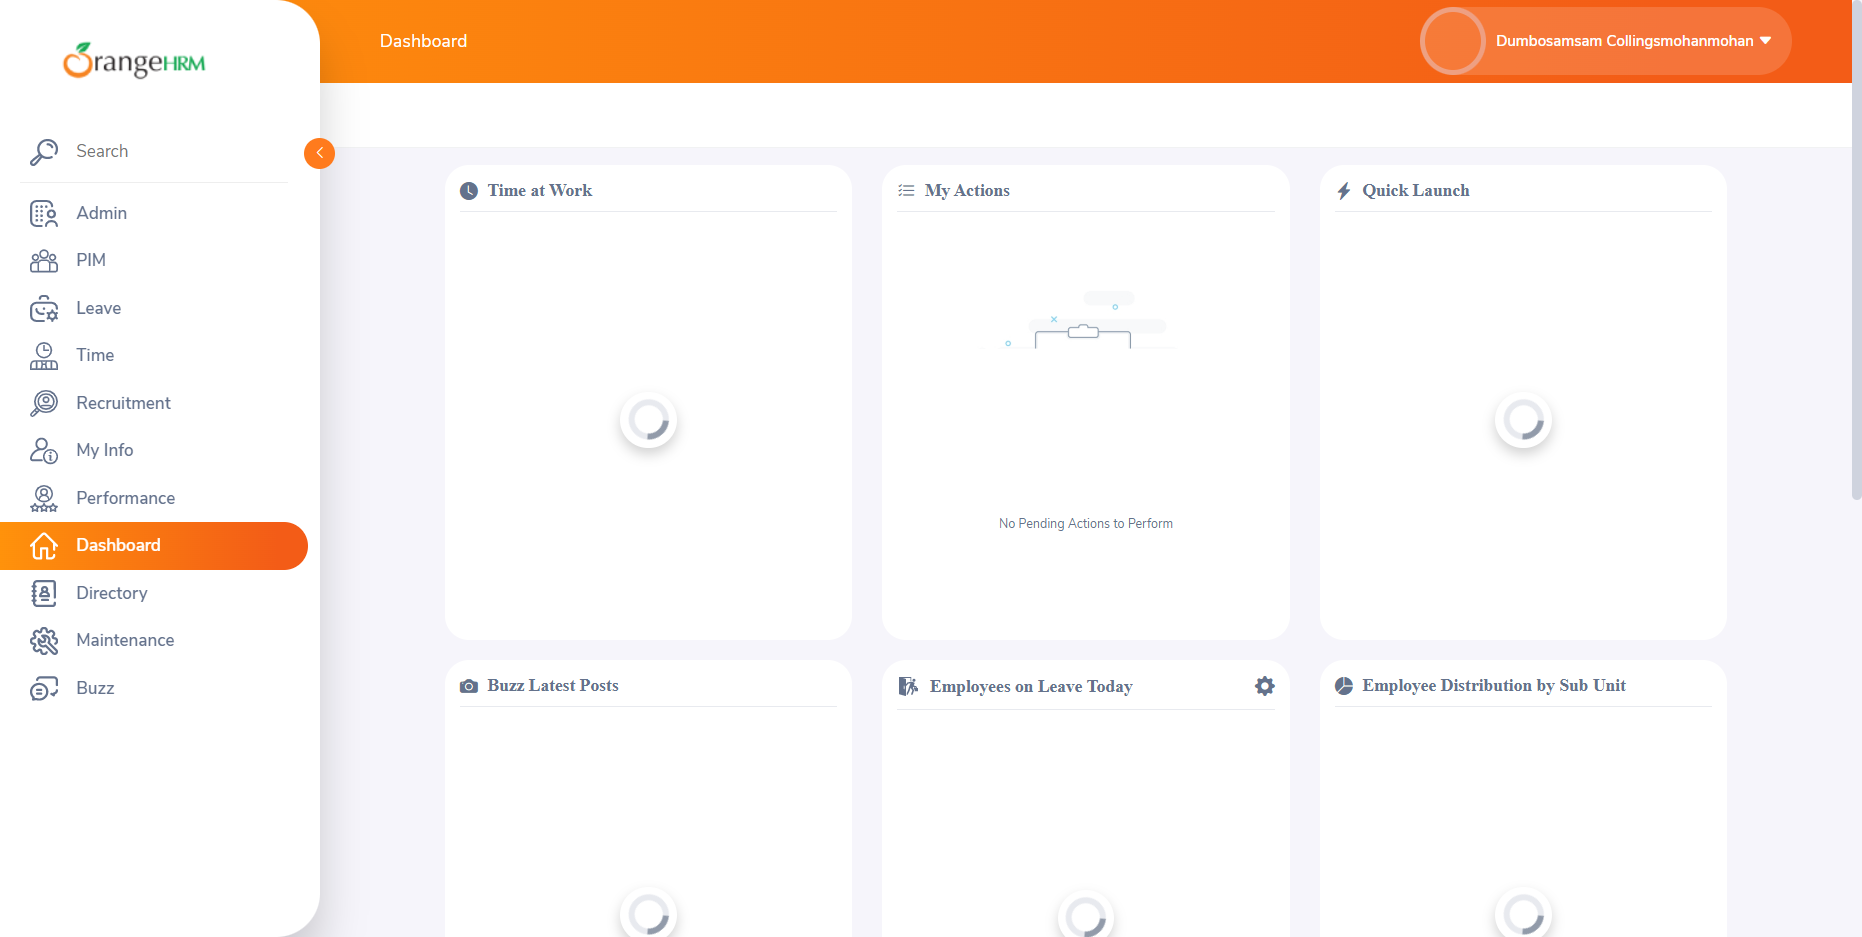 OrangeHRM
Dashboard
Dumbosamsam Collingsmohanmohan
Search
Admin
PIM
Leave
Time
Recruitment
My Info
Performance
Dashboard
Directory
Maintenance
Buzz
Time at Work
My Actions
No Pending Actions to Perform
Quick Launch
Buzz Latest Posts
Employees on Leave Today
Employee Distribution by Sub Unit